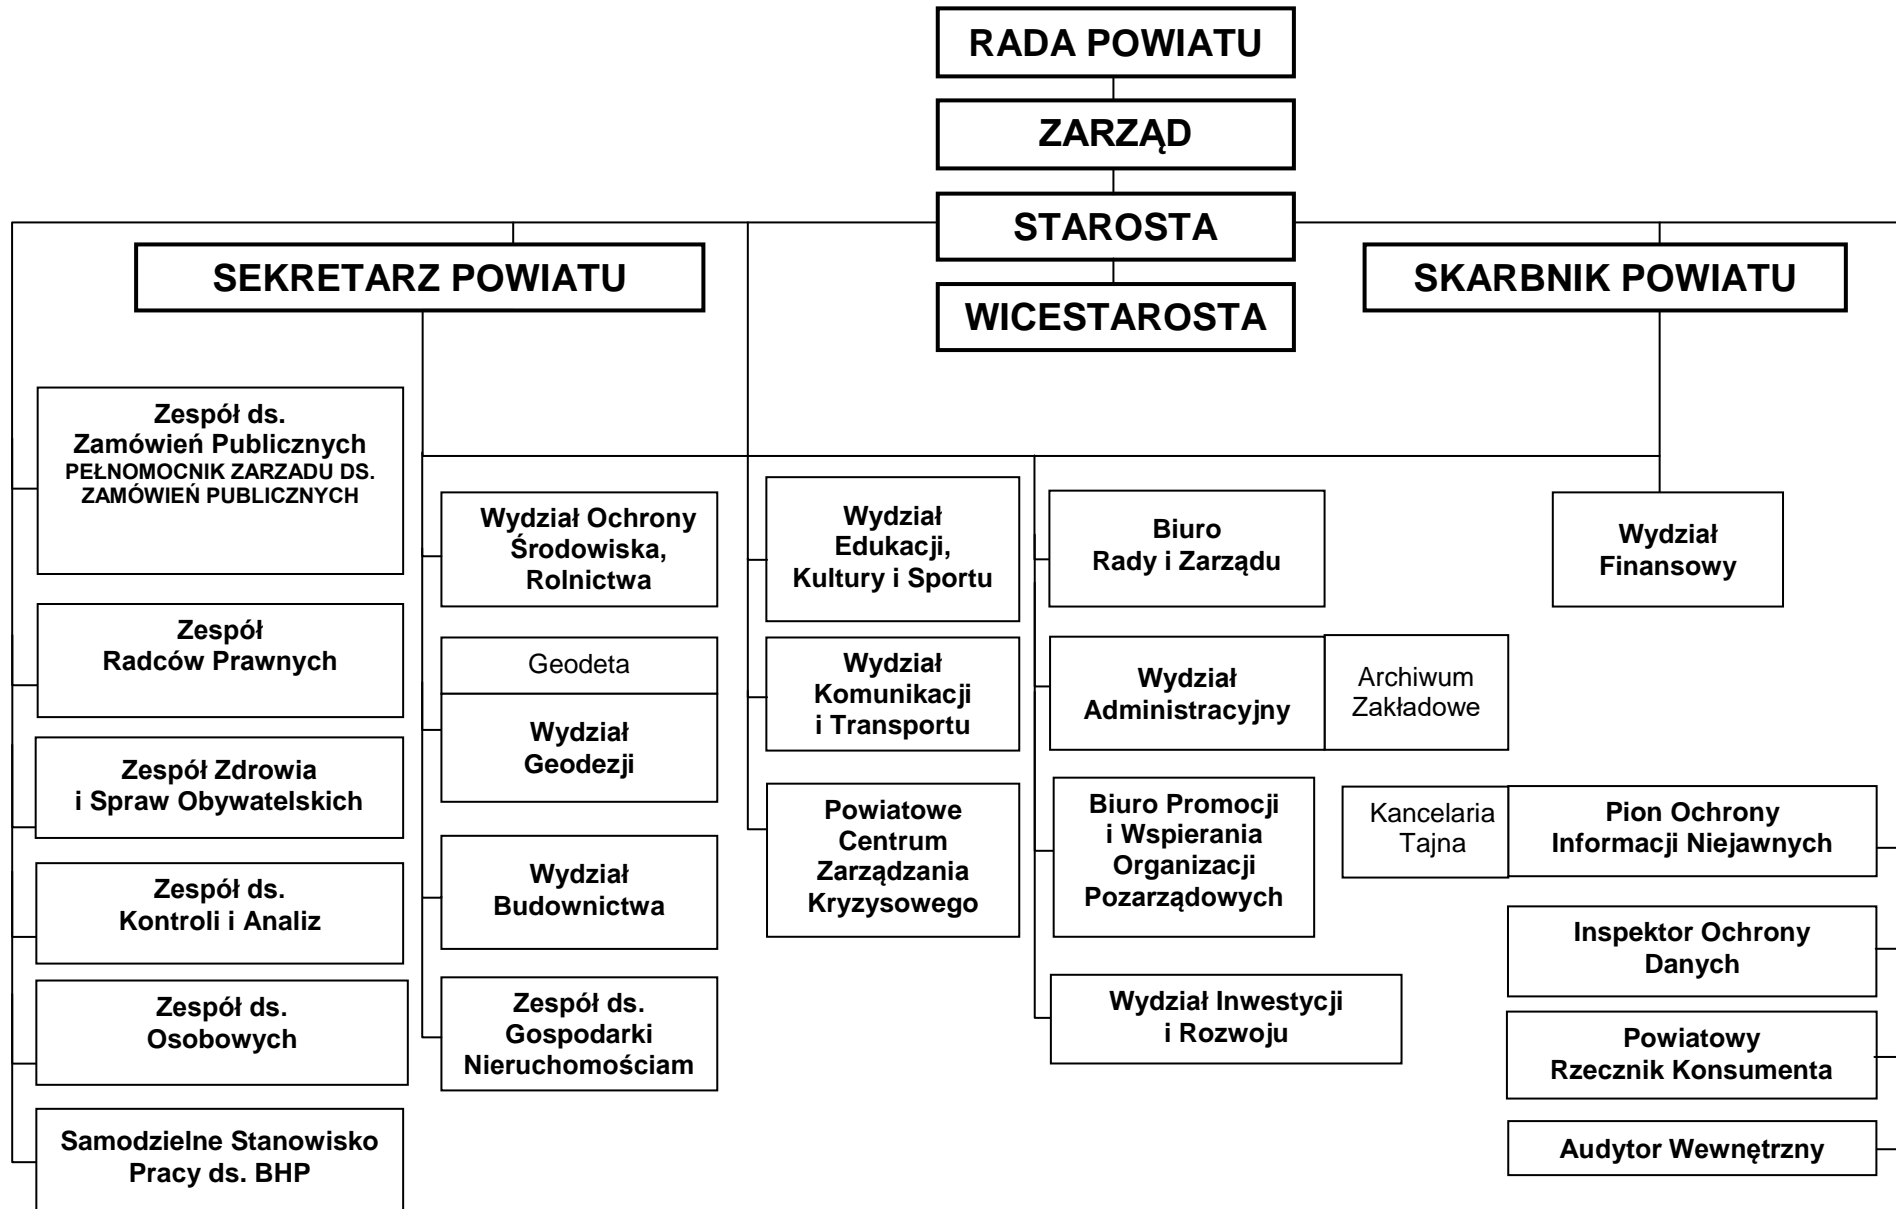 RADA POWIATU
ZARZĄD
STAROSTA
SEKRETARZ POWIATU
SKARBNIK POWIATU
WICESTAROSTA
Zespół ds.
Zamówień Publicznych
PEŁNOMOCNIK ZARZADU DS.
ZAMÓWIEŃ PUBLICZNYCH
Zespół
Radców Prawnych
Zespół Zdrowia
i Spraw Obywatelskich
Zespół ds.
Kontroli i Analiz
Zespół ds.
Osobowych
Samodzielne Stanowisko
Pracy ds. BHP
Wydział Ochrony
Środowiska,
Rolnictwa
Geodeta
Wydział
Geodezji
Wydział
Budownictwa
Zespół ds.
Gospodarki
Nieruchomościam
Wydział
Edukacji,
Kultury i Sportu
Wydział
Komunikacji
i Transportu
Powiatowe
Centrum
Zarządzania
Kryzysowego
Biuro
Rady i Zarządu
Wydział
Administracyjny
Archiwum
Zakładowe
Biuro Promocji
i Wspierania
Organizacji
Pozarządowych
Wydział Inwestycji
i Rozwoju
Wydział
Finansowy
Kancelaria
Tajna
Pion Ochrony
Informacji Niejawnych
Inspektor Ochrony
Danych
Powiatowy
Rzecznik Konsumenta
Audytor Wewnętrzny